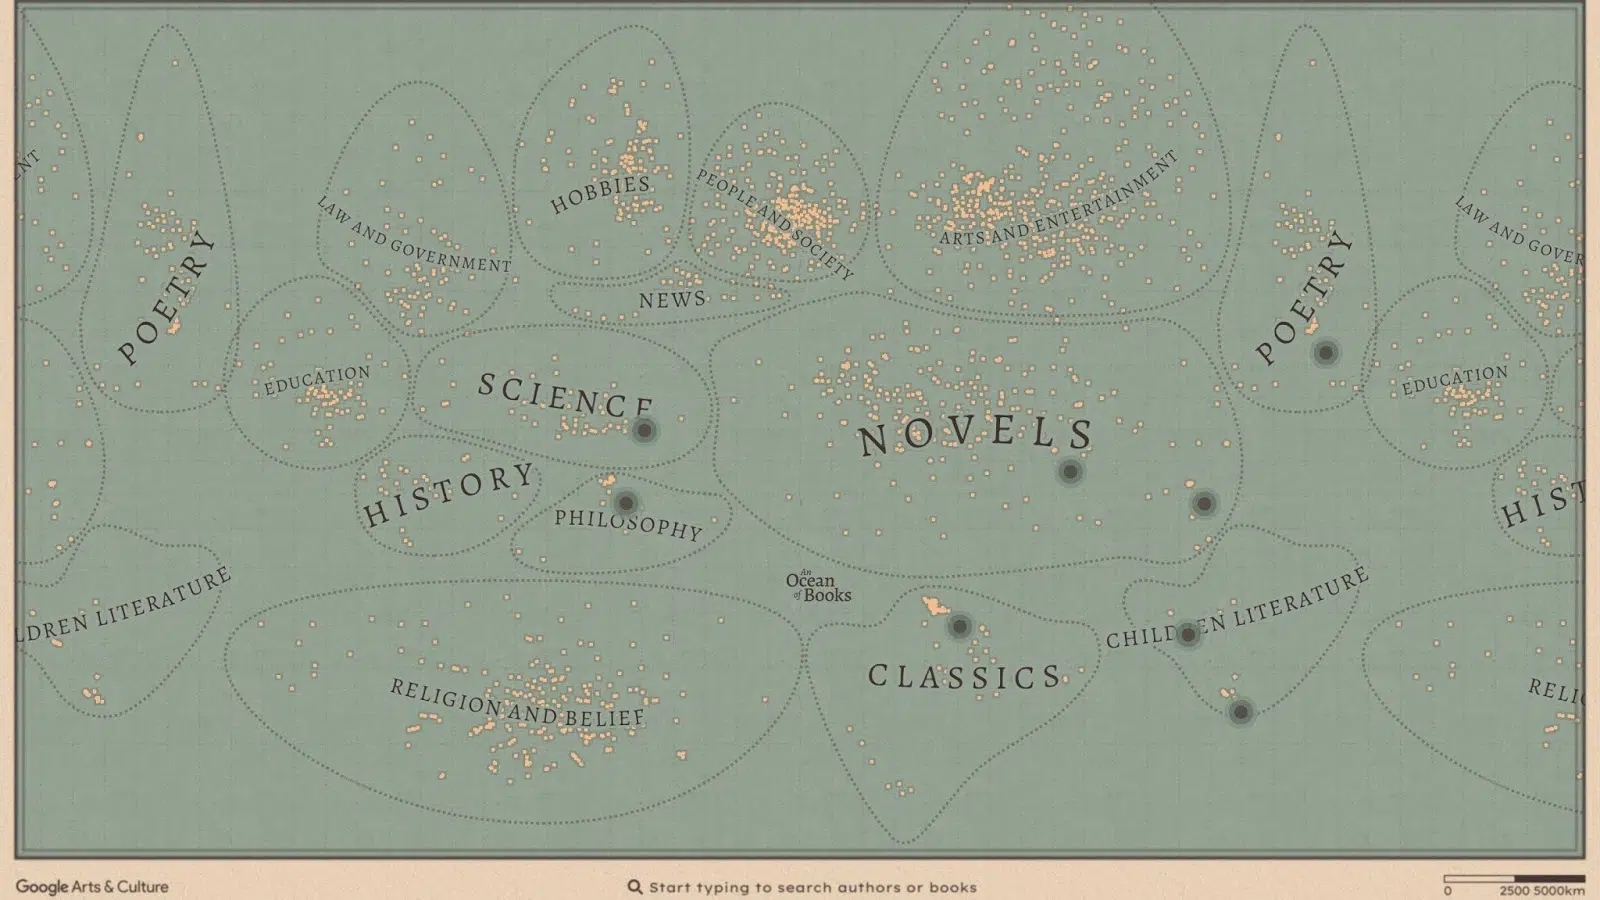 ENT
POETRY
LAW AND GOVERNMENT
HOBBIES
PEOPLE AND SOCIETY
ARTS AND ENTERTAINMENT
POETRY
LAW AND GOVER
NEWS
EDUCATION
SCIENCE
NOVELS
EDUCATION
HISTORY
PHILOSOPHY
HIST
An
Ocean
of Books
LDREN LITERATURE
CHILDREN LITERATURE
RELIGION AND BELIEF
CLASSICS
RELIG
Google Arts & Culture
Start typing to search authors or books
0 2500 5000km